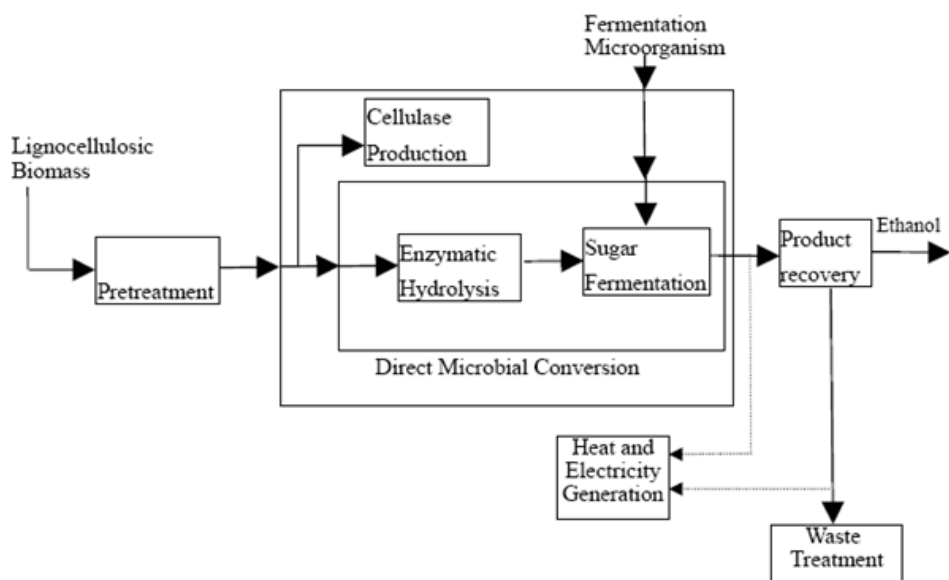 Fermentation
Microorganism
Cellulase
Production
Lignocellulosic
Biomass
Pretreatment
Enzymatic
Hydrolysis
Sugar
Fermentation
Product
recovery
Ethanol
Direct Microbial Conversion
Heat and
Electricity
Generation
Waste
Treatment